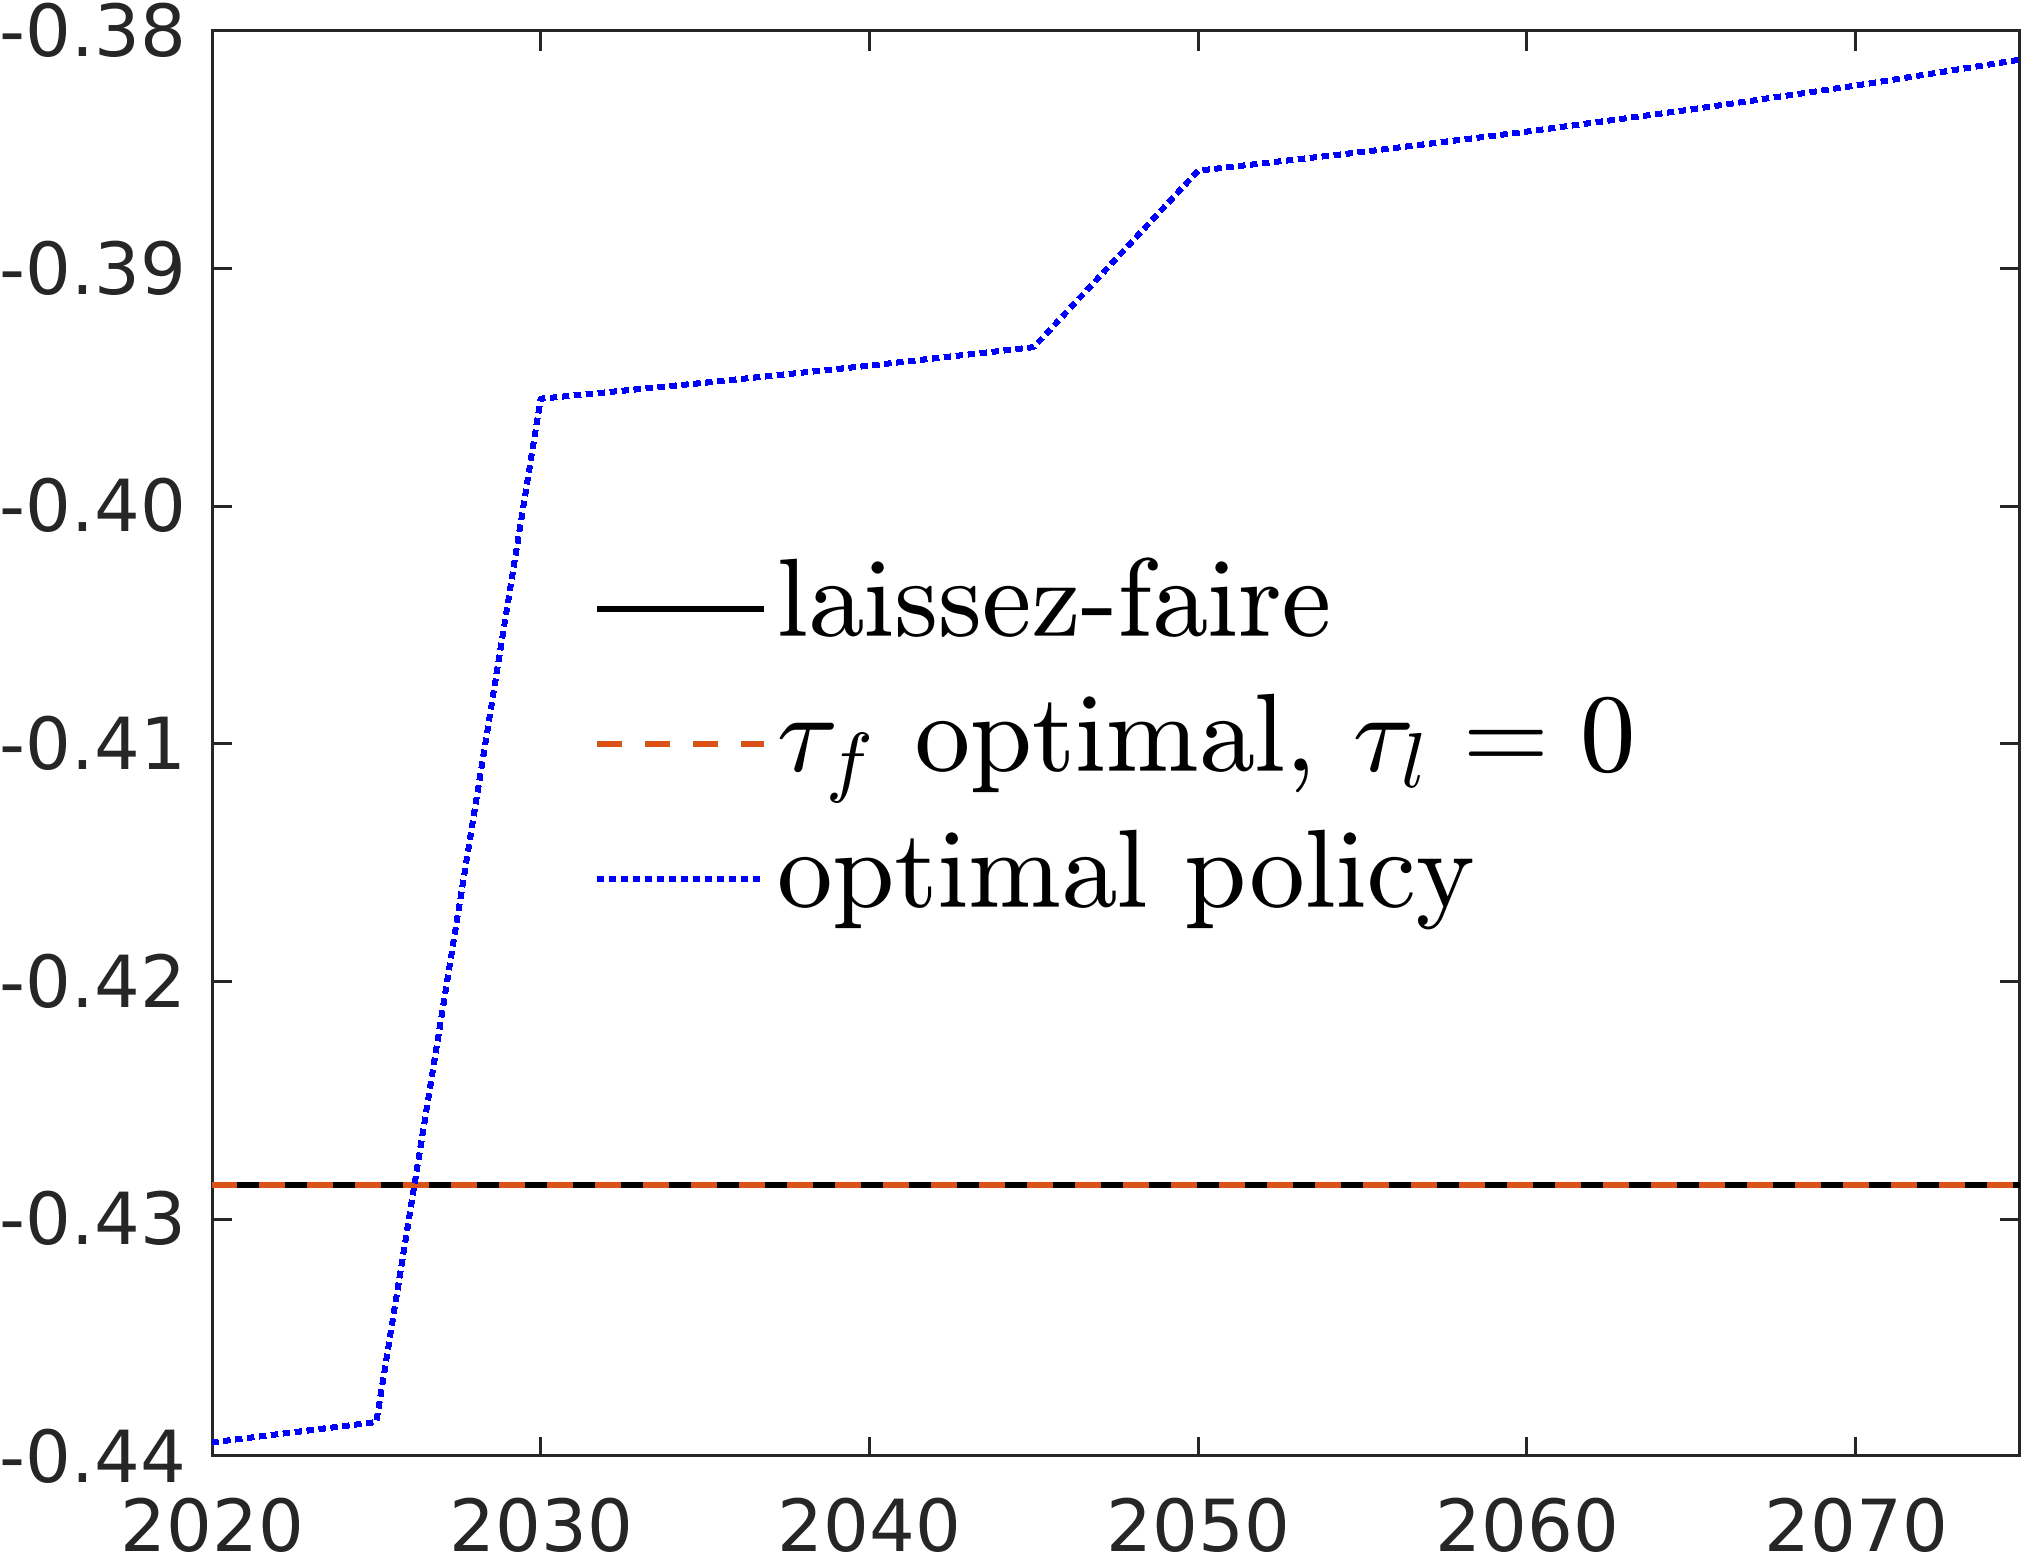 -0.38
-0.39
-0.40
-0.41
-0.42
-0.43
-0.44
laissez-faire
τ_f optimal, τ_l = 0
optimal policy
2020 2030 2040 2050 2060 2070